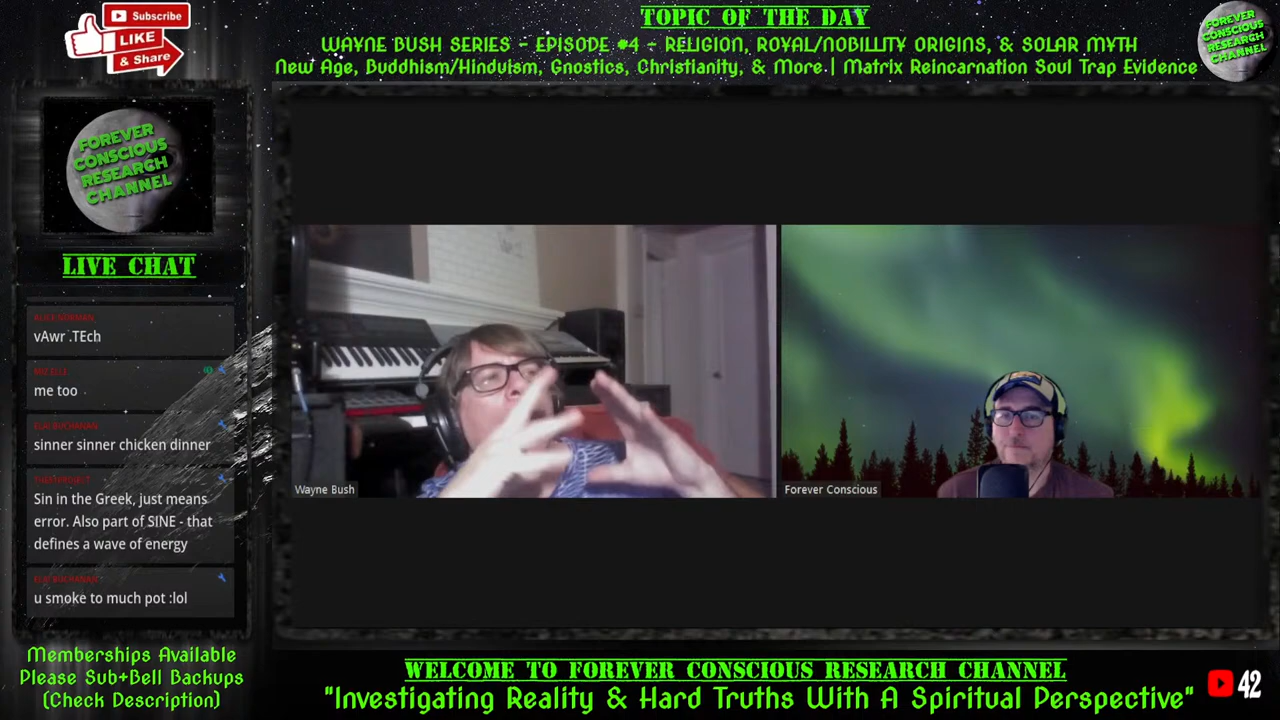 Subscribe
LIKE
& Share
TOPIC OF THE DAY
WAYNE BUSH SERIES - EPISODE #4 - RELIGION, ROYAL/NOBILLITY ORIGINS, & SOLAR MYTH
New Age, Buddhism/Hinduism, Gnostics, Christianity, & More | Matrix Reincarnation Soul Trap Evidence
FOREVER
CONSCIOUS
RESEARCH
CHANNEL
FOREVER
CONSCIOUS
RESEARCH
CHANNEL
LIVE CHAT
vAwr .TEch
me too
ELAI BUCHANAN
sinner sinner chicken dinner
Sin in the Greek, just means
error. Also part of SINE - that
defines a wave of energy
ELAI BUCHANAN
u smoke to much pot :lol
Wayne Bush
Forever Conscious
Memberships Available
Please Sub+Bell Backups
(Check Description)
WELCOME TO FOREVER CONSCIOUS RESEARCH CHANNEL
"Investigating Reality & Hard Truths With A Spiritual Perspective"
42